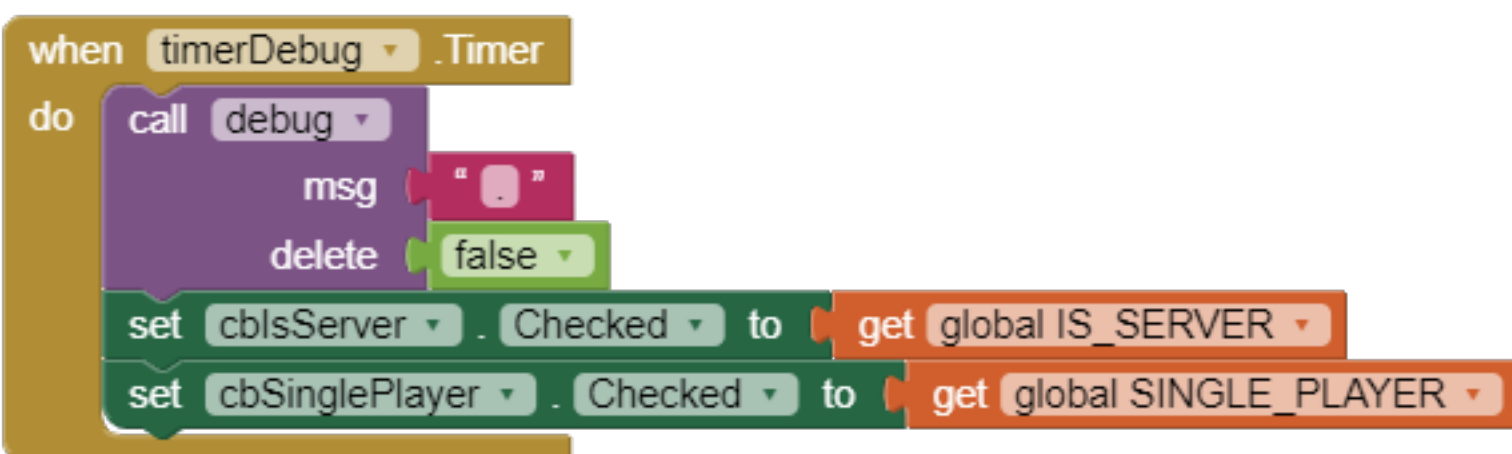 when timerDebug .Timer
do call debug
msg " . "
delete false
set cbIsServer . Checked to get global IS_SERVER
set cbSinglePlayer . Checked to get global SINGLE_PLAYER